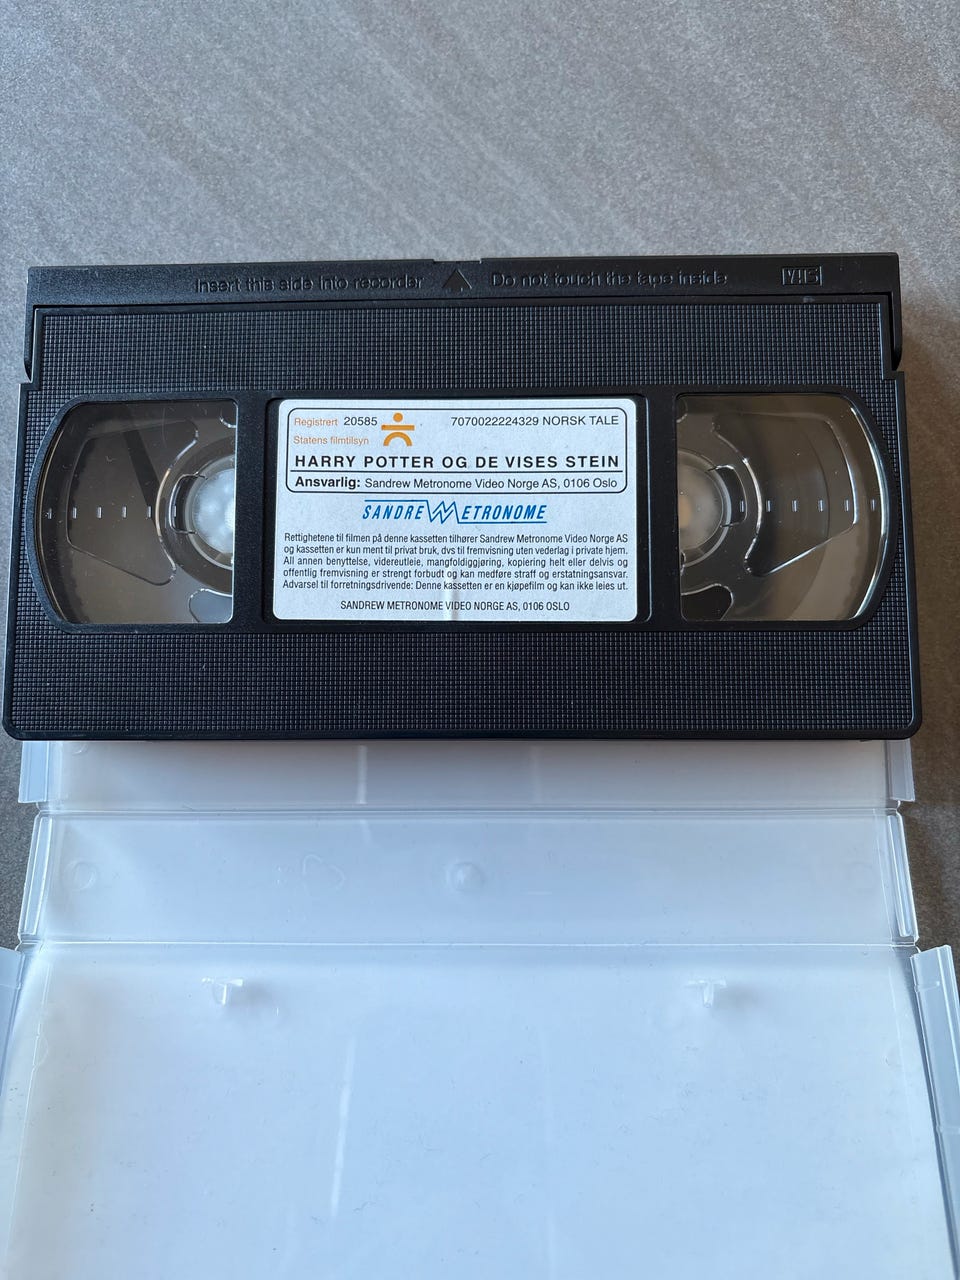 Insert this side into recorder Do not touch the tape inside VHS
Registrert 20585 7070022224329 NORSK TALE
Statens filmtilsyn
HARRY POTTER OG DE VISES STEIN
Ansvarlig: Sandrew Metronome Video Norge AS, 0106 Oslo
SANDREW METRONOME
Rettighetene til filmen på denne kassetten tilhører Sandrew Metronome Video Norge AS
og kassetten er kun ment til privat bruk, dvs til fremvisning uten vederlag i private hjem.
All annen benyttelse, videreutleie, mangfoldiggjøring, kopiering helt eller delvis og
offentlig fremvisning er strengt forbudt og kan medføre straff og erstatningsansvar.
Advarsel til forretningsdrivende: Denne kassetten er en kjøpefilm og kan ikke leies ut.
SANDREW METRONOME VIDEO NORGE AS, 0106 OSLO